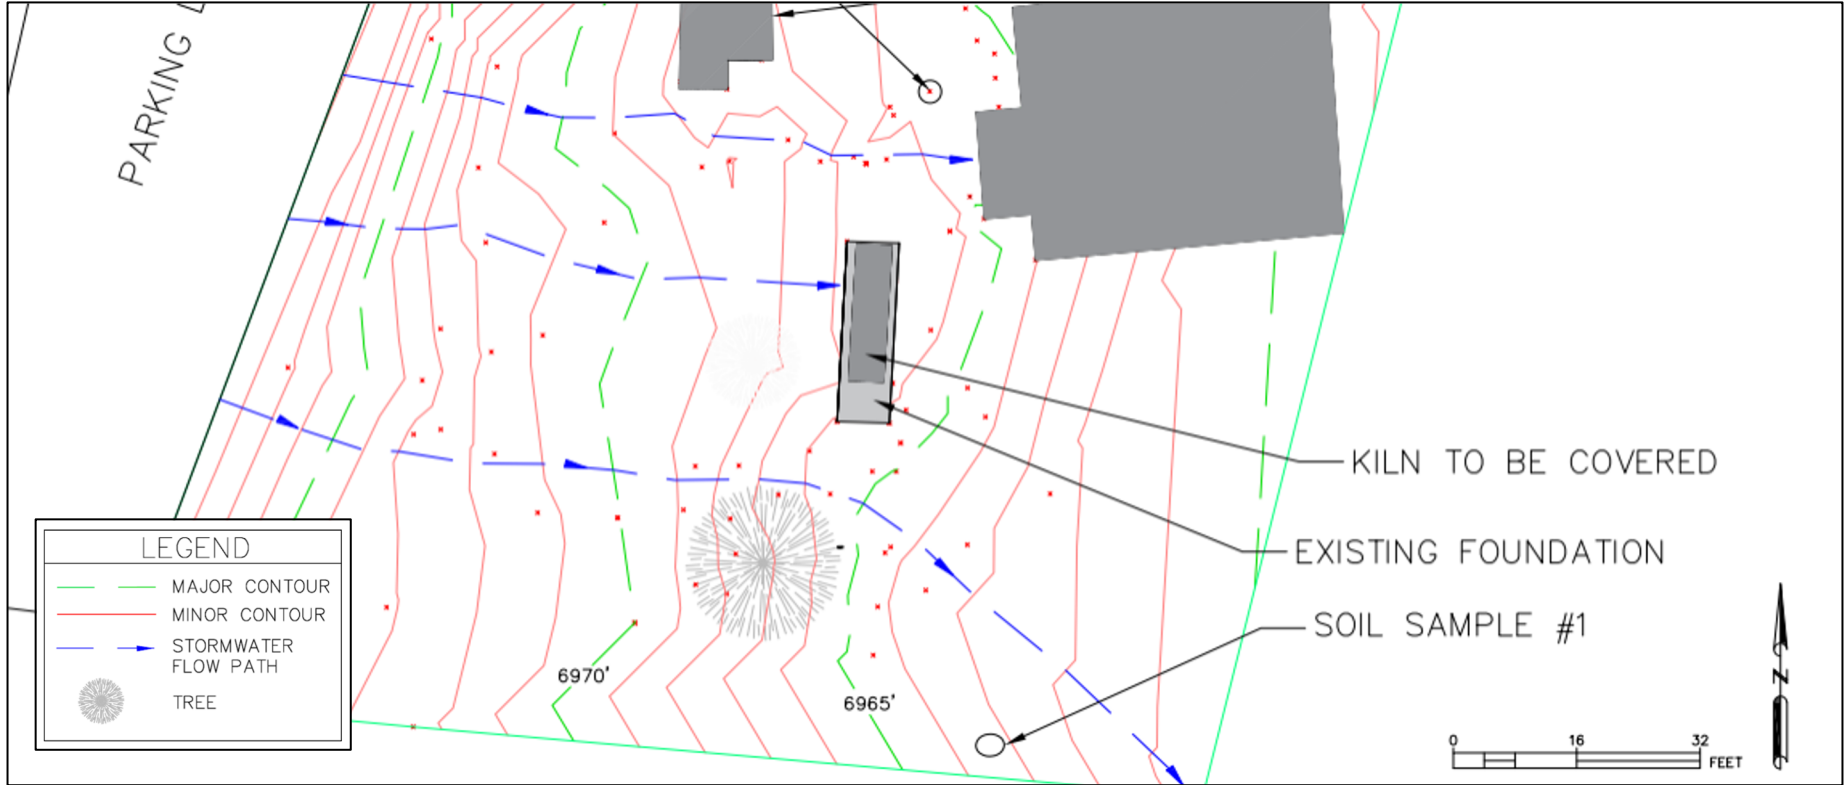 PARKING
KILN TO BE COVERED
EXISTING FOUNDATION
SOIL SAMPLE #1
LEGEND
MAJOR CONTOUR
MINOR CONTOUR
STORMWATER
FLOW PATH
TREE
6970'
6965'
N
0 16 32
FEET